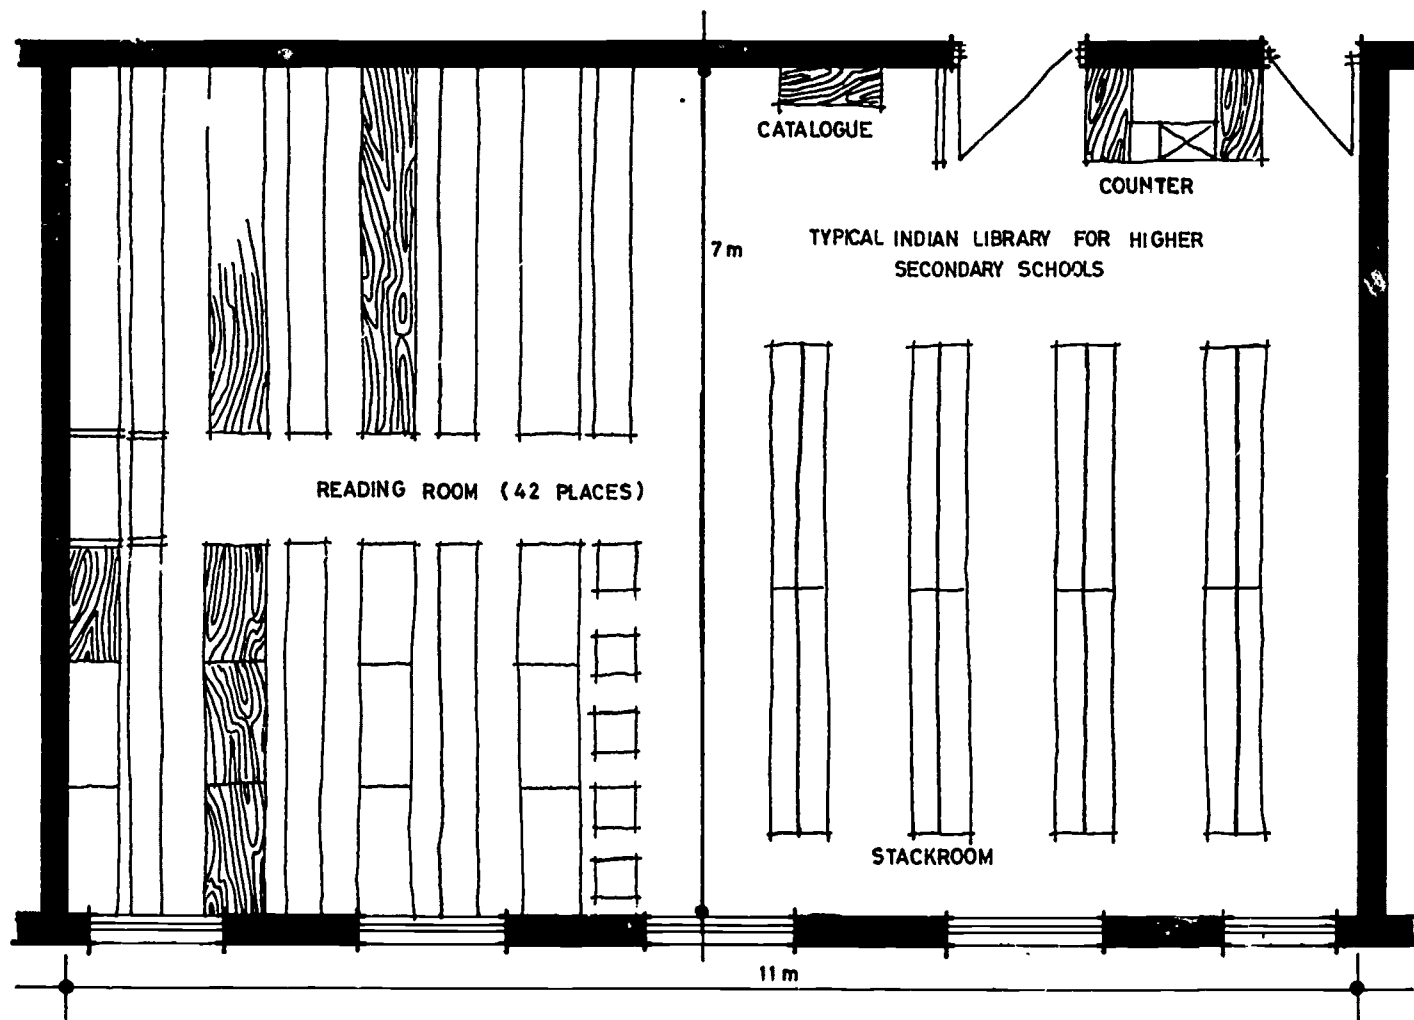 CATALOGUE
COUNTER
7 m
TYPICAL INDIAN LIBRARY FOR HIGHER
SECONDARY SCHOOLS
READING ROOM (42 PLACES)
STACKROOM
11 m